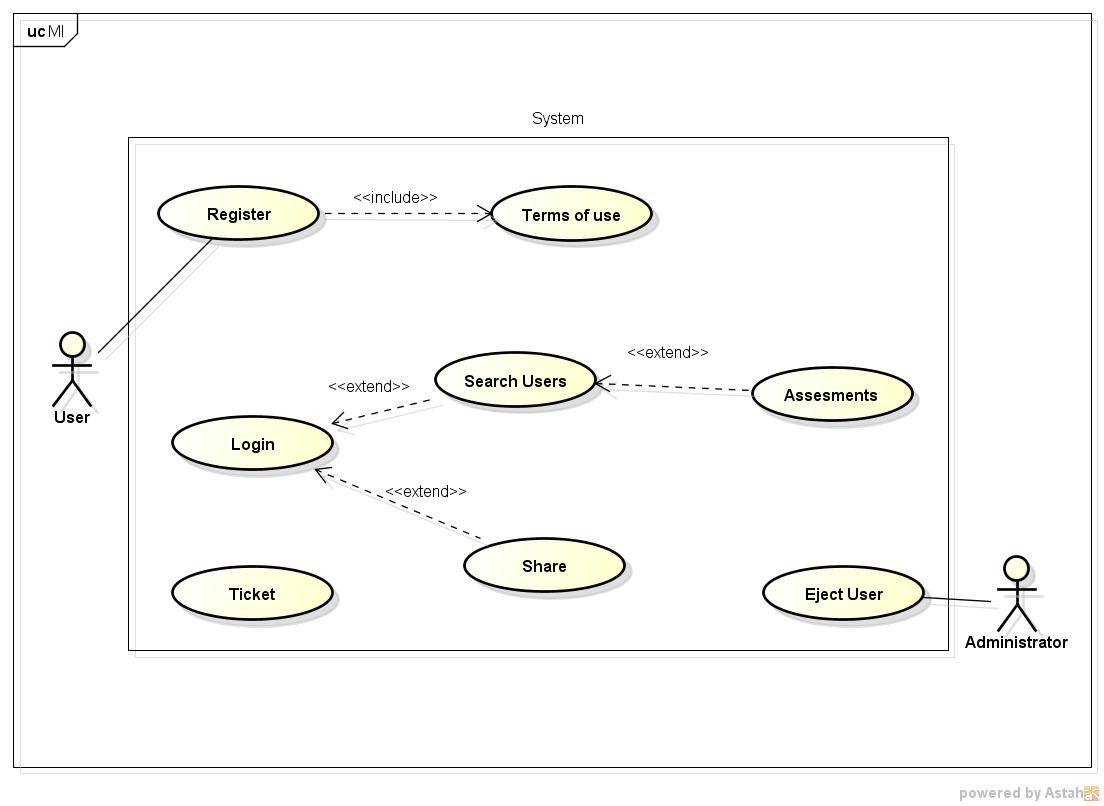 uc MI
System
<<include>>
Register
Terms of use
<<extend>>
Search Users
<<extend>>
Assesments
User
Login
<<extend>>
Share
Ticket
Eject User
Administrator
powered by Astah